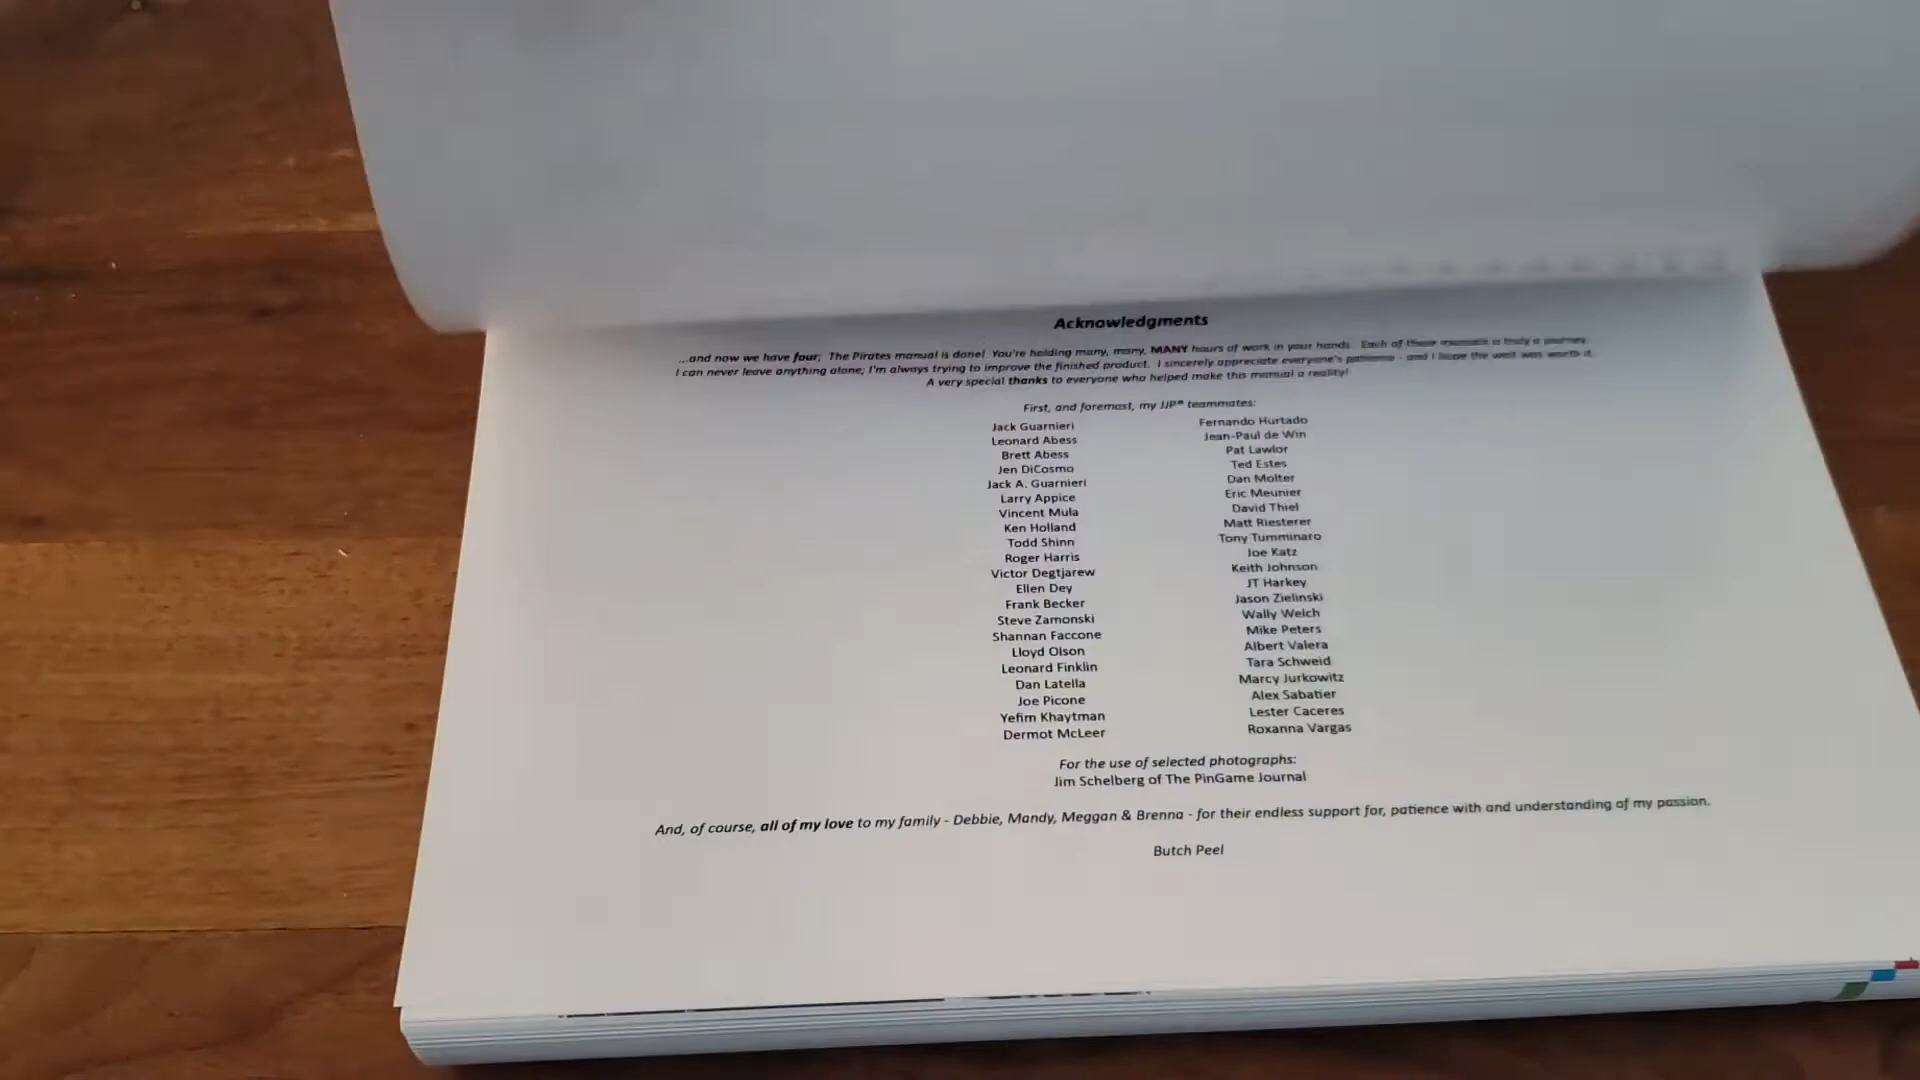 Acknowledgments
...and now we have four; The Pirates manual is done! You're holding many, many, MANY hours of work in your hands. Each of these manuals is truly a journey.
I can never leave anything alone; I'm always trying to improve the finished product. I sincerely appreciate everyone's patience - and I hope the wait was worth it.
A very special thanks to everyone who helped make this manual a reality!
First, and foremost, my JJP® teammates:
Jack Guarnieri Fernando Hurtado
Leonard Abess Jean-Paul de Win
Brett Abess Pat Lawlor
Jen DiCosmo Ted Estes
Jack A. Guarnieri Dan Molter
Larry Appice Eric Meunier
Vincent Mula David Thiel
Ken Holland Matt Riesterer
Todd Shinn Tony Tumminaro
Roger Harris Joe Katz
Victor Degtjarew Keith Johnson
Ellen Dey JT Harkey
Frank Becker Jason Zielinski
Steve Zamonski Wally Welch
Shannan Faccone Mike Peters
Lloyd Olson Albert Valera
Leonard Finklin Tara Schweid
Dan Latella Marcy Jurkowitz
Joe Picone Alex Sabatier
Yefim Khaytman Lester Caceres
Dermot McLeer Roxanna Vargas
For the use of selected photographs:
Jim Schelberg of The PinGame Journal
And, of course, all of my love to my family - Debbie, Mandy, Meggan & Brenna - for their endless support for, patience with and understanding of my passion.
Butch Peel